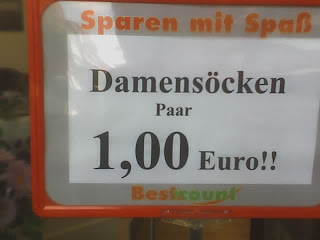 Sparen mit Spaß
Damensöcken
Paar
1,00 Euro!!
Bestcount